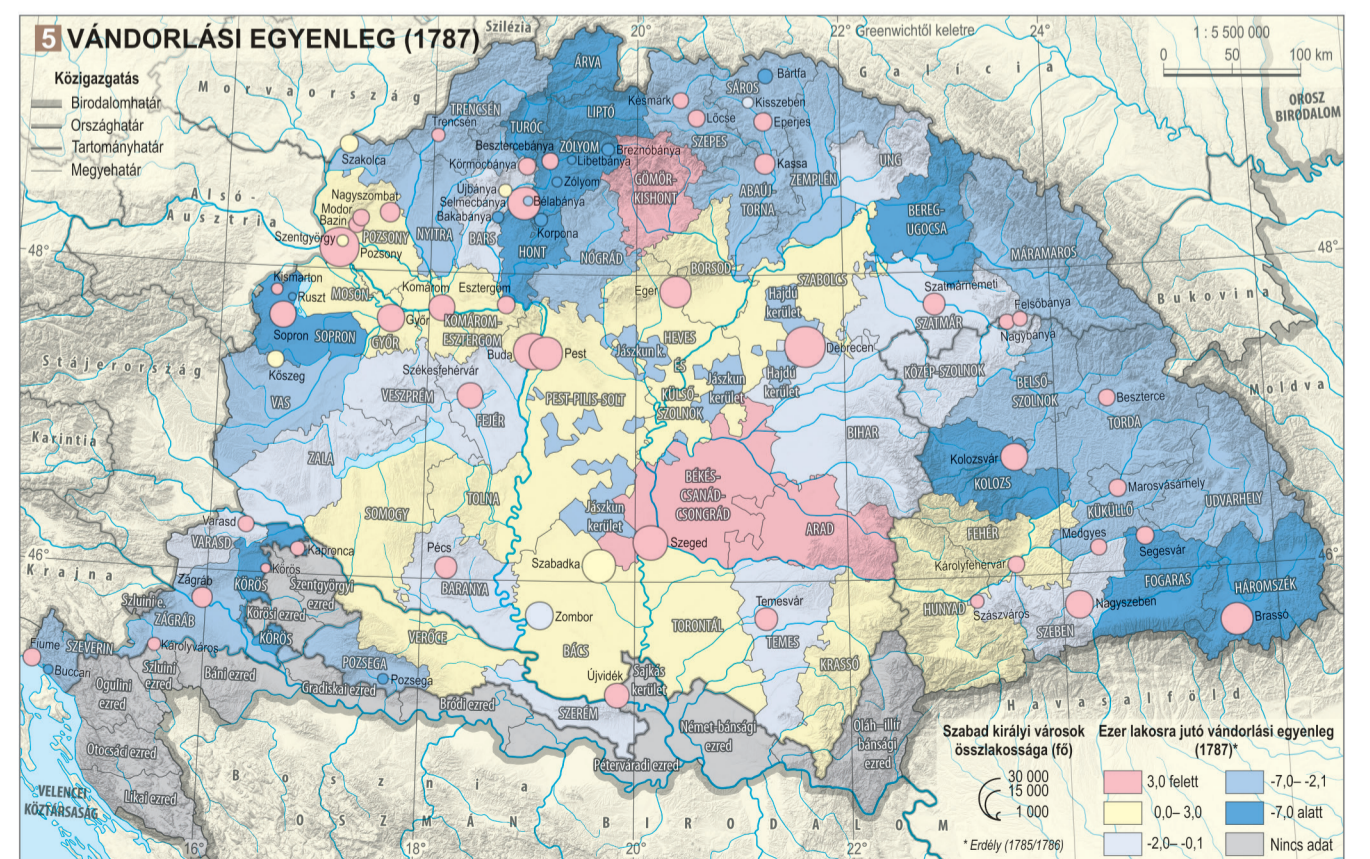 5 VÁNDORLÁSI EGYENLEG (1787)
Közigazgatás
Birodalomhatár
Országhatár
Tartományhatár
Megyehatár
Szilézia
20°
22° Greenwichtől keletre
24°
1 : 5 500 000
0 50 100 km
Morvaország
Galícia
OROSZ
BIRODALOM
ÁRVA
TRENCSÉN
Trencsén
LIPTÓ
TURÓC
SÁROS
Bártfa
Kisszeben
Késmark
Lőcse
Eperjes
SZEPES
Szakolca
Besztercebánya
ZÓLYOM
Breznóbánya
Libetbánya
Körmöcbánya
Zólyom
Kassa
UNG
ZEMPLÉN
ABAÚJ-
TORNA
GÖMÖR-
KISHONT
Újbánya
Selmecbánya
Bélabánya
Bakabánya
Korpona
Nagyszombat
Modor
Bazin
Szentgyörgy
POZSONY
Pozsony
NYITRA
BARS
HONT
NÓGRÁD
BEREG-
UGOCSA
MÁRAMAROS
Alsó-
Ausztria
48°
48°
BORSOD
SZABOLCS
Bukovina
Kismarton
Ruszt
MOSON-
Komárom
Esztergom
Eger
Hajdú
kerület
Szatmárnémeti
Felsőbánya
SZATMÁR
Nagybánya
Sopron
SOPRON
Győr
GYŐR
KOMÁROM-
ESZTERGOM
Buda
Pest
HEVES
ÉS
KÜLSŐ-
SZOLNOK
Jászkun k.
Debrecen
Hajdú
kerület
Jászkun
kerület
KÖZÉP-SZOLNOK
BELSŐ-
SZOLNOK
Moldva
Stájerország
Kőszeg
VAS
Székesfehérvár
VESZPRÉM
FEJÉR
PEST-PILIS-SOLT
BIHAR
Beszterce
TORDA
Karintia
ZALA
Kolozsvár
KOLOZS
Marosvásárhely
UDVARHELY
KÜKÜLLŐ
BÉKÉS-
CSANÁD-
CSONGRÁD
ARAD
SOMOGY
TOLNA
Jászkun
kerület
Szeged
FEHÉR
Medgyes
Segesvár
Varasd
VARASD
Kaprenca
Pécs
BARANYA
Szabadka
Károlyfehérvár
46°
46°
Krajna
Zágráb
KŐRÖS
Kőrös
Szentgyörgyi
ezred
FOGARAS
HÁROMSZÉK
Szluini e.
ZÁGRÁB
Kőrösi ezred
KŐRÖS
VERŐCE
Zombor
BÁCS
TORONTÁL
Temesvár
TEMES
HUNYAD
Szászváros
Nagyszeben
SZEBEN
Brassó
Fiume
SZEVERIN
Buccari
Károlyváros
Szluini
ezred
Báni ezred
POZSEGA
Pozsega
KRASSÓ
Ogulini
ezred
Gradiskai ezred
Bródi ezred
Újvidék
Sajkás
kerület
SZERÉM
Német-bánsági
ezred
Oláh–illír
bánsági
ezred
Péterváradi ezred
Otocsáci ezred
Likai ezred
VELENCEI
KÖZTÁRSASÁG
Bosznia
Havasalföld
OSZMÁN BIRODALOM
16°
18°
20°
22°
Szabad királyi városok
összlakossága (fő)
30 000
15 000
1 000
* Erdély (1785/1786)
Ezer lakosra jutó vándorlási egyenleg
(1787)*
3,0 felett
0,0– 3,0
-2,0– -0,1
-7,0– -2,1
-7,0 alatt
Nincs adat